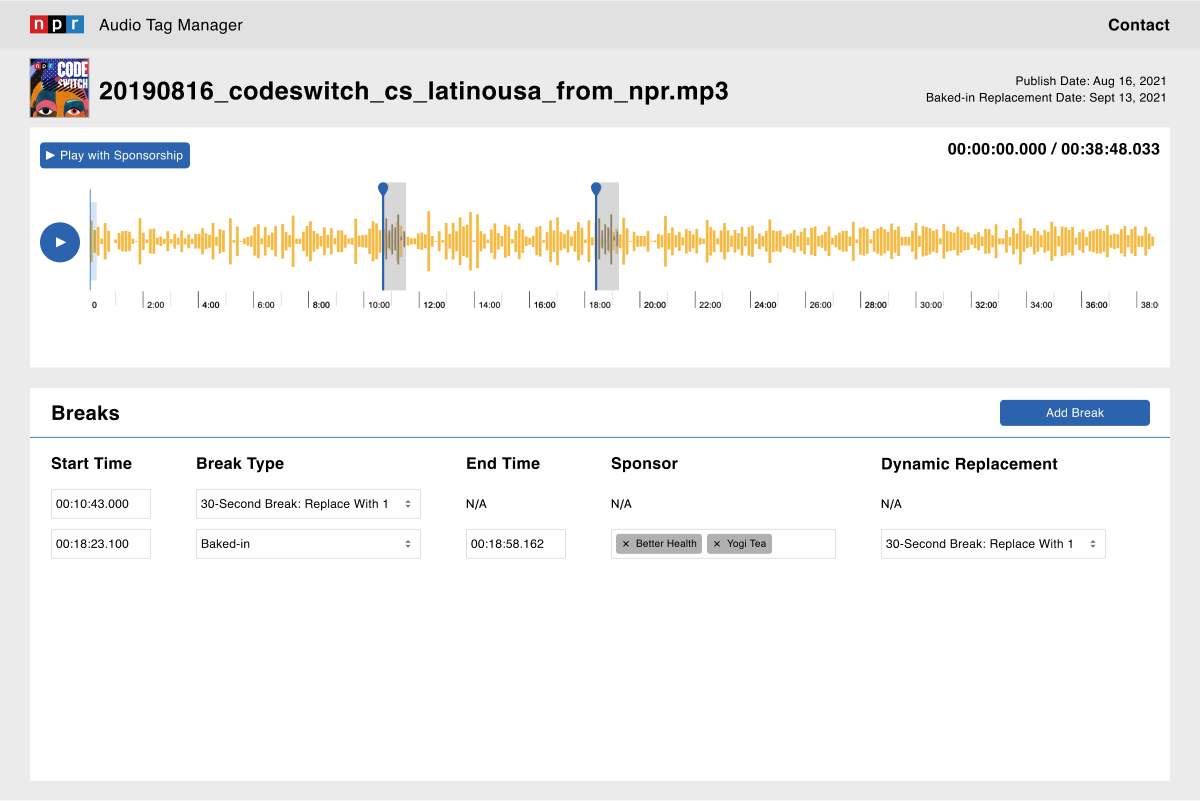 npr Audio Tag Manager Contact
npr
CODE
SWITCH
20190816_codeswitch_cs_latinousa_from_npr.mp3
Publish Date: Aug 16, 2021
Baked-in Replacement Date: Sept 13, 2021
Play with Sponsorship 00:00:00.000 / 00:38:48.033
0 2:00 4:00 6:00 8:00 10:00 12:00 14:00 16:00 18:00 20:00 22:00 24:00 26:00 28:00 30:00 32:00 34:00 36:00 38:0
Breaks Add Break
Start Time Break Type End Time Sponsor Dynamic Replacement
00:10:43.000 30-Second Break: Replace With 1 N/A N/A N/A
00:18:23.100 Baked-in 00:18:58.162 × Better Health × Yogi Tea 30-Second Break: Replace With 1